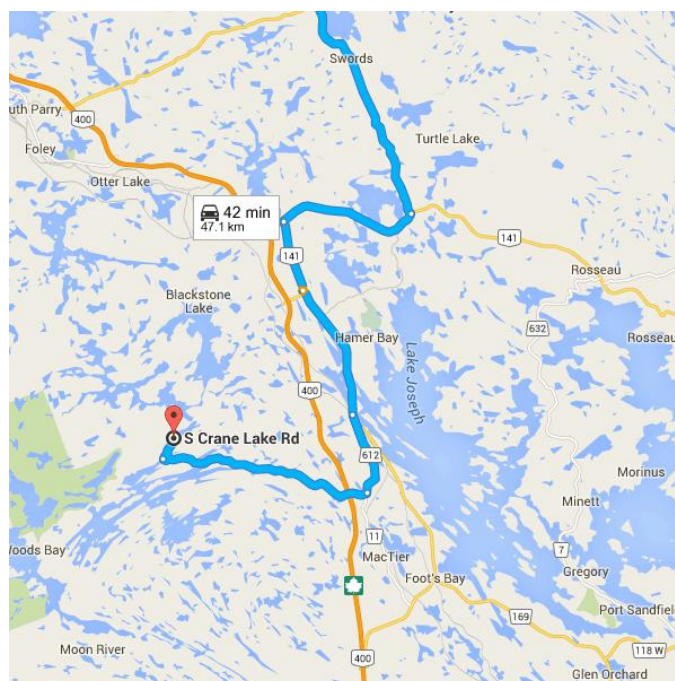 Swords
400
uth Parry
Turtle Lake
Foley
Otter Lake
42 min
47.1 km
141
141
Rosseau
Blackstone
Lake
632
Rosseau
Hamer Bay
Lake Joseph
400
S Crane Lake Rd
612
Morinus
Minett
11
Woods Bay
MacTier
7
Foot's Bay
Gregory
Port Sandfield
169
Moon River
118 W
400
Glen Orchard